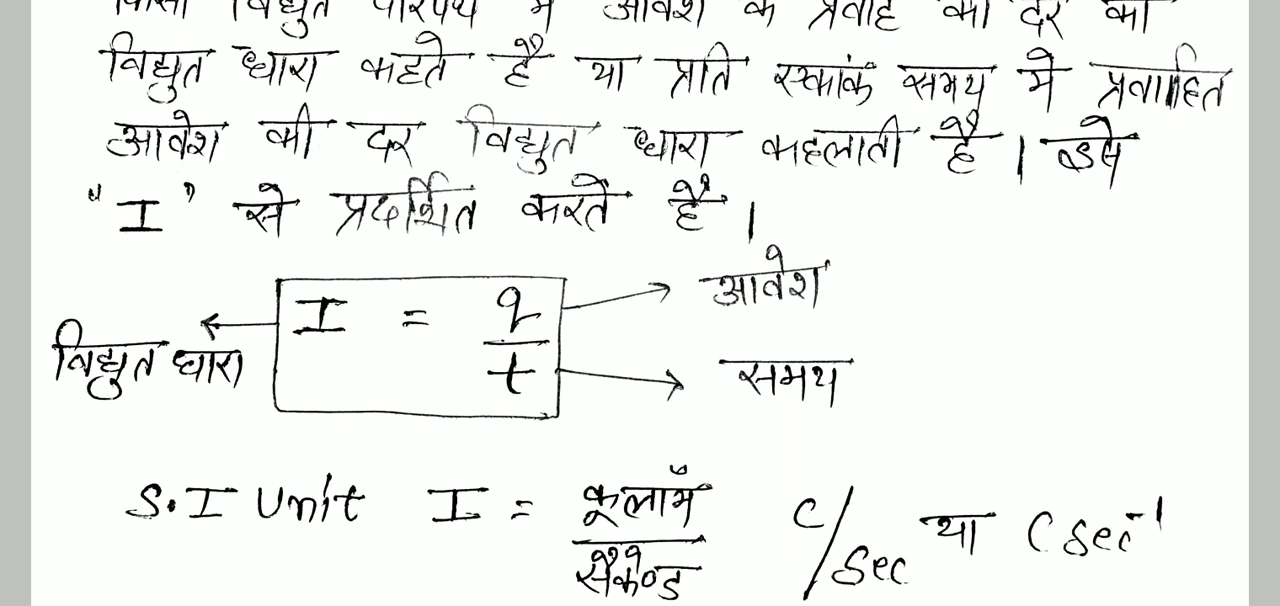 किसी विद्युत परिपथ में आवेश के प्रवाह की दर को
विद्युत धारा कहते हैं या प्रति एकांक समय में प्रवाहित
आवेश की दर विद्युत धारा कहलाती है। इसे
"I" से प्रदर्शित करते हैं।
विद्युत धारा
I = q/t
आवेश
समय
S.I Unit I = कूलाम / सैकेण्ड C/sec या C sec⁻¹